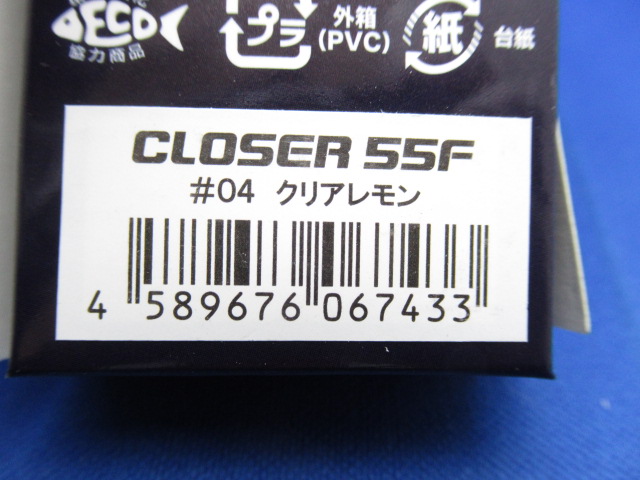 ECO
協力商品
プラ
外箱
(PVC)
紙
台紙
CLOSER 55F
#04 クリアレモン
4 589676 067433